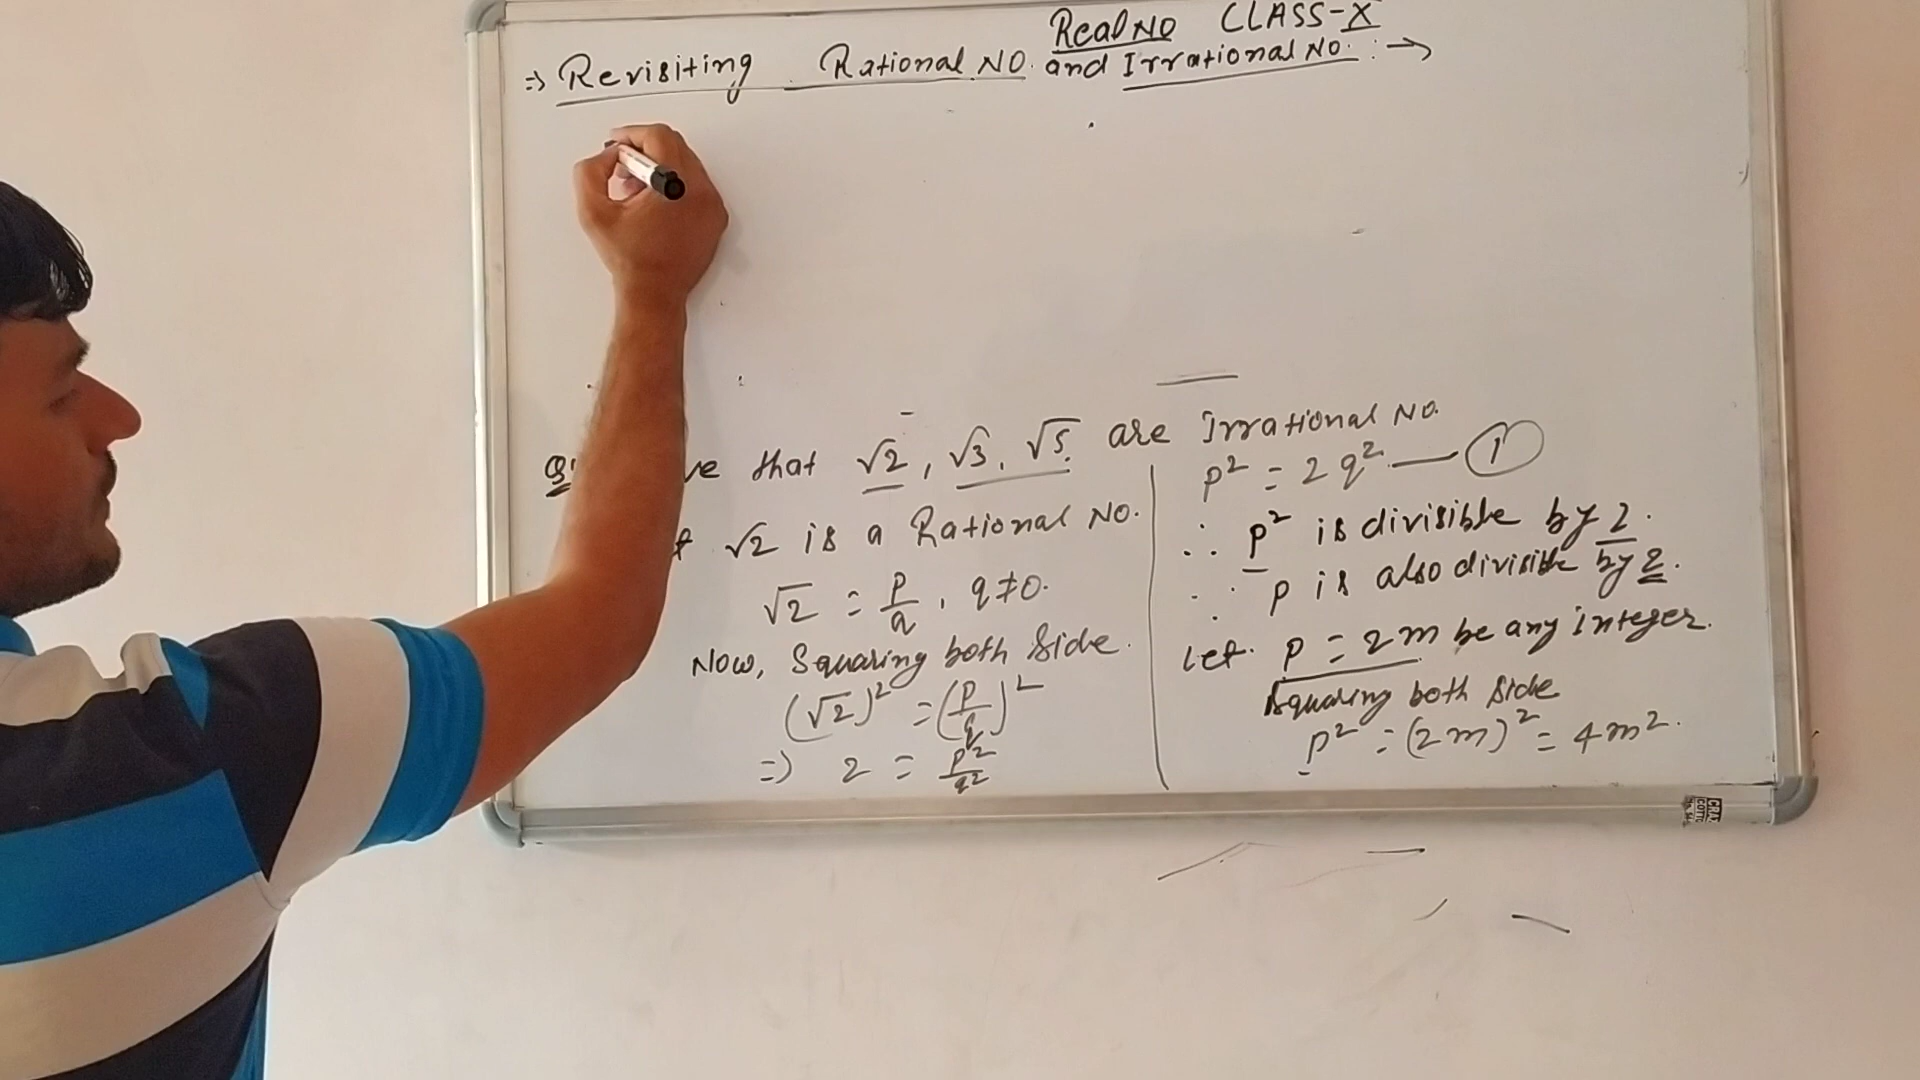 Real NO CLASS-X
=> Revisiting Rational NO. and Irrational NO. :->
Q: ve that √2, √3, √5. are Irrational NO.
f √2 is a Rational NO.
√2 = p/q, q≠0.
Now, Squaring both Side.
(√2)² = (p/q)²
=> 2 = p²/q²
p² = 2q² — 1
∴ p² is divisible by 2.
∴ p is also divisible by 2.
Let. p = 2m be any integer.
Squaring both Side
p² = (2m)² = 4m².